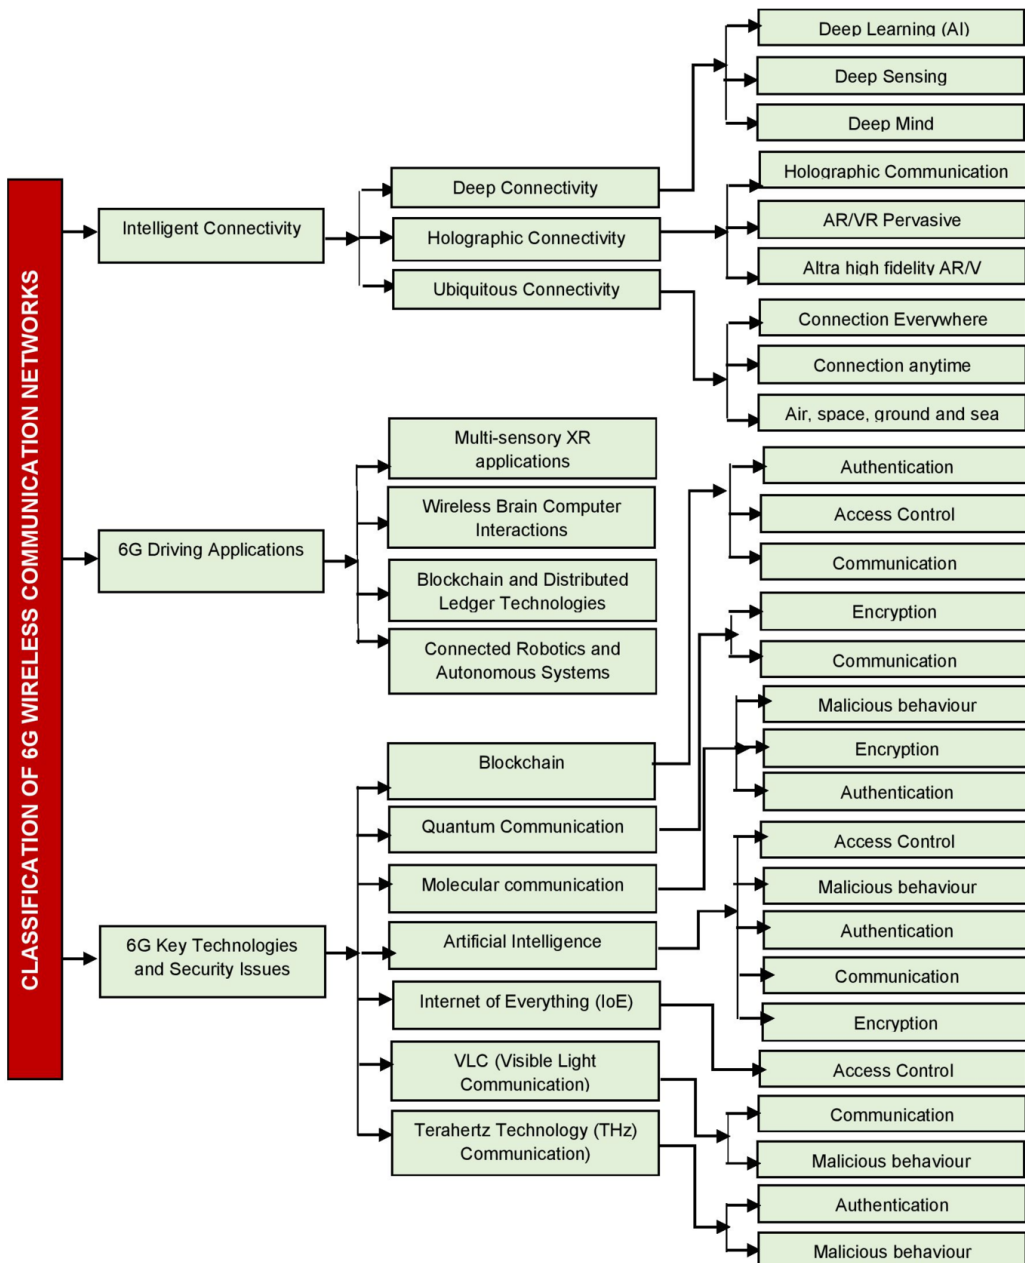 CLASSIFICATION OF 6G WIRELESS COMMUNICATION NETWORKS
Intelligent Connectivity
Deep Connectivity
Deep Learning (AI)
Deep Sensing
Deep Mind
Holographic Connectivity
Holographic Communication
AR/VR Pervasive
Altra high fidelity AR/V
Ubiquitous Connectivity
Connection Everywhere
Connection anytime
Air, space, ground and sea
6G Driving Applications
Multi-sensory XR
applications
Wireless Brain Computer
Interactions
Blockchain and Distributed
Ledger Technologies
Connected Robotics and
Autonomous Systems
6G Key Technologies
and Security Issues
Blockchain
Authentication
Access Control
Communication
Quantum Communication
Encryption
Communication
Molecular communication
Malicious behaviour
Encryption
Authentication
Artificial Intelligence
Access Control
Malicious behaviour
Authentication
Communication
Encryption
Internet of Everything (IoE)
Access Control
VLC (Visible Light
Communication)
Communication
Malicious behaviour
Terahertz Technology (THz)
Communication)
Authentication
Malicious behaviour